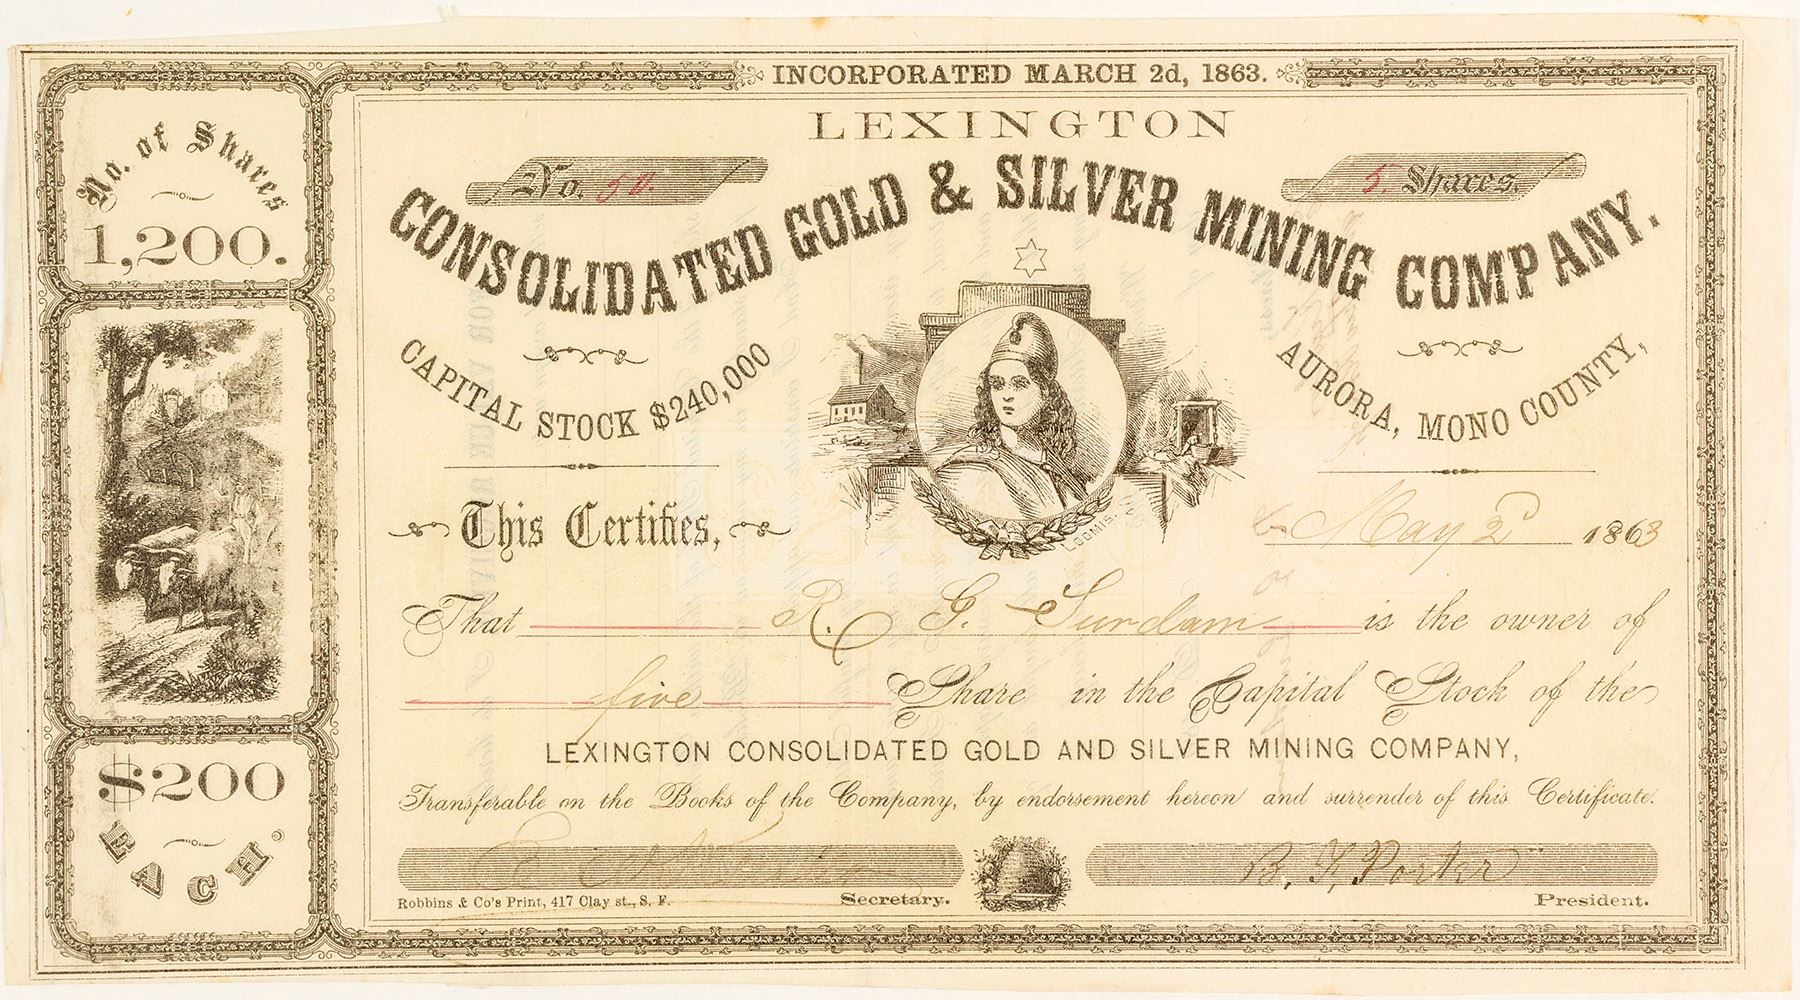 INCORPORATED MARCH 2d, 1863.
No. of Shares
1,200.
$200
EACH.
LEXINGTON
No. 50.
5. Shares.
CONSOLIDATED GOLD & SILVER MINING COMPANY.
CAPITAL STOCK $240,000
AURORA, MONO COUNTY,
LOOMIS.
This Certifies,
May 2d 1863
That R. G. Surdam is the owner of
five Share in the Capital Stock of the
LEXINGTON CONSOLIDATED GOLD AND SILVER MINING COMPANY,
Transferable on the Books of the Company, by endorsement hereon and surrender of this Certificate.
B. K. Porter
Robbins & Co's Print, 417 Clay st., S. F.
Secretary.
President.